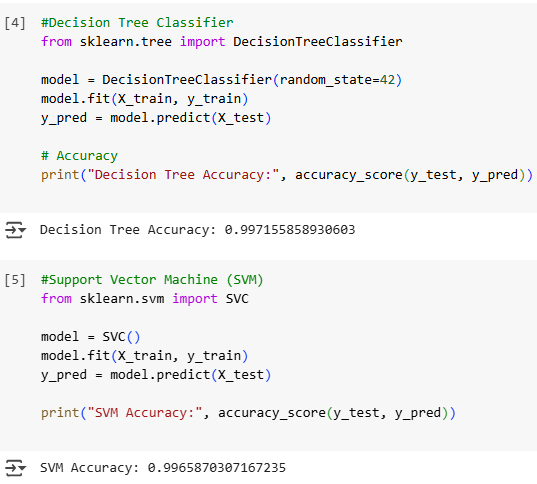 [4] #Decision Tree Classifier
from sklearn.tree import DecisionTreeClassifier
model = DecisionTreeClassifier(random_state=42)
model.fit(X_train, y_train)
y_pred = model.predict(X_test)
# Accuracy
print("Decision Tree Accuracy:", accuracy_score(y_test, y_pred))
Decision Tree Accuracy: 0.997155858930603
[5] #Support Vector Machine (SVM)
from sklearn.svm import SVC
model = SVC()
model.fit(X_train, y_train)
y_pred = model.predict(X_test)
print("SVM Accuracy:", accuracy_score(y_test, y_pred))
SVM Accuracy: 0.9965870307167235